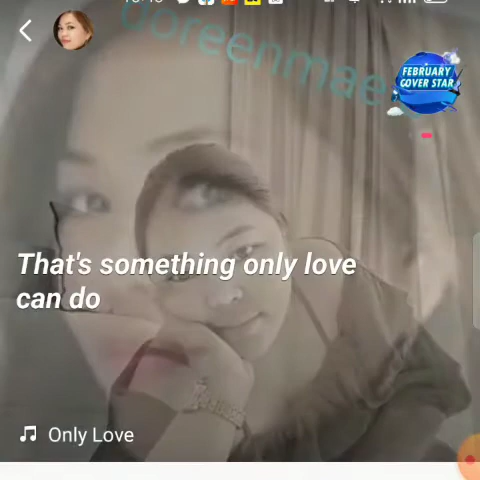 doreenmae
FEBRUARY
COVER STAR
That's something only love
can do
Only Love